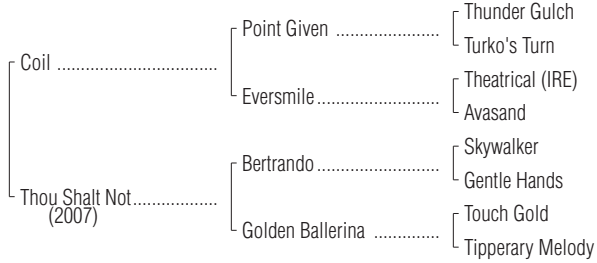 Thunder Gulch
Point Given ..................
Turko's Turn
Coil ...............................
Theatrical (IRE)
Eversmile.......................
Avasand
Skywalker
Bertrando.......................
Gentle Hands
Thou Shalt Not................
(2007)
Touch Gold
Golden Ballerina ............
Tipperary Melody